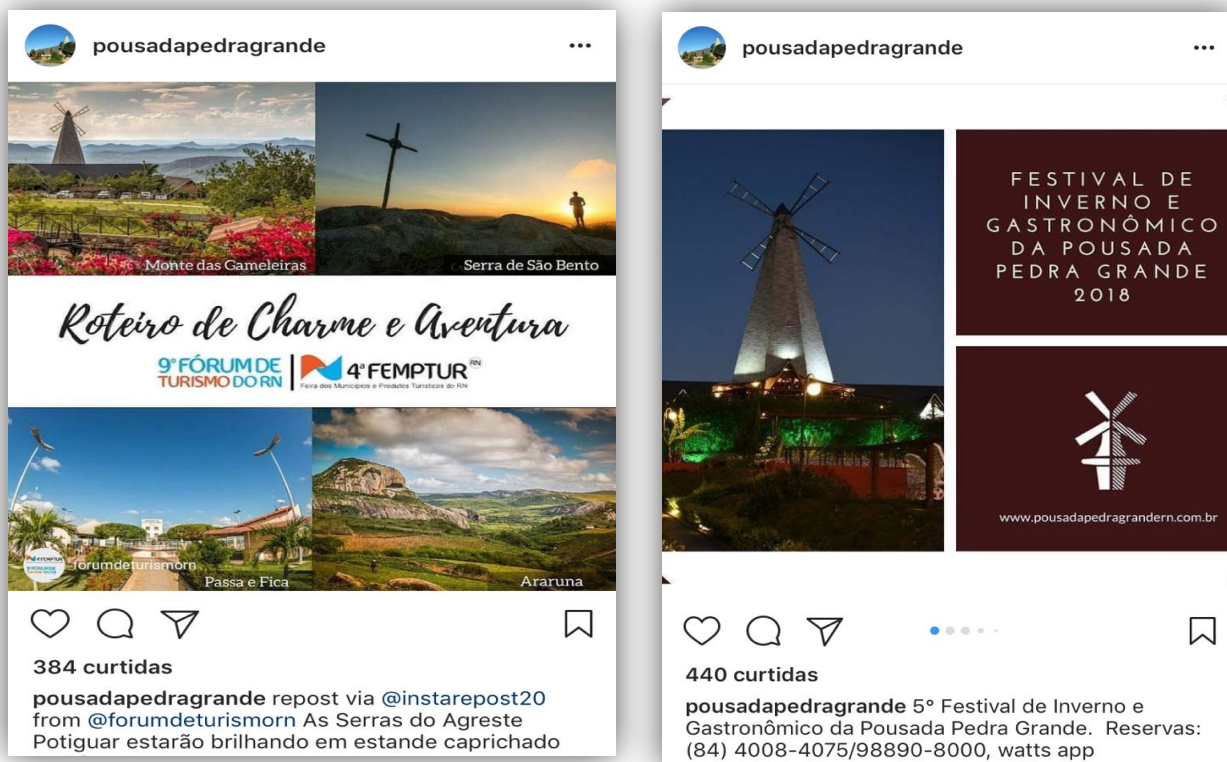 pousadapedragrande
Monte das Gameleiras
Serra de São Bento
Roteiro de Charme e Aventura
9º FÓRUM DE
TURISMO DO RN
4ª FEMPTUR RN
Feira dos Municípios e Produtos Turísticos do RN
forumdeturismorn
Passa e Fica
Araruna
384 curtidas
pousadapedragrande repost via @instarepost20
from @forumdeturismorn As Serras do Agreste
Potiguar estarão brilhando em estande caprichado
pousadapedragrande
FESTIVAL DE
INVERNO E
GASTRONÔMICO
DA POUSADA
PEDRA GRANDE
2018
www.pousadapedragrandern.com.br
440 curtidas
pousadapedragrande 5° Festival de Inverno e
Gastronômico da Pousada Pedra Grande. Reservas:
(84) 4008-4075/98890-8000, watts app